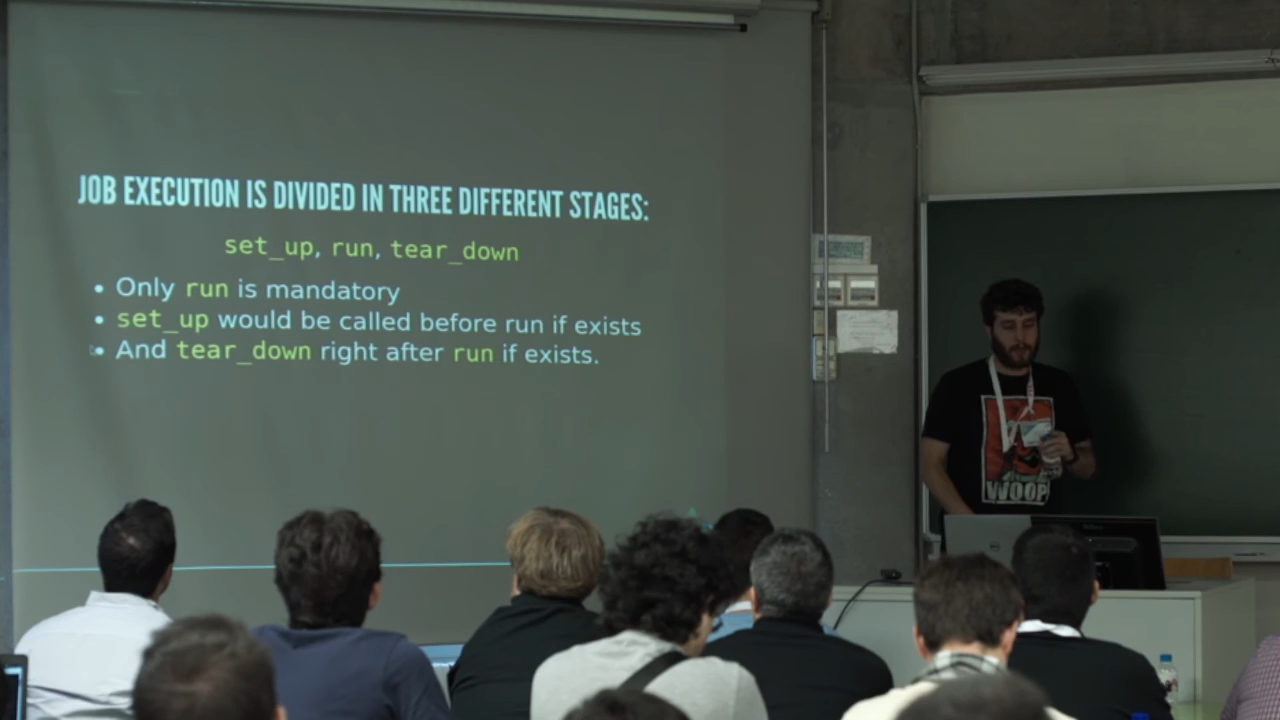 JOB EXECUTION IS DIVIDED IN THREE DIFFERENT STAGES:
set_up, run, tear_down
• Only run is mandatory
• set_up would be called before run if exists
• And tear_down right after run if exists.
WOOP